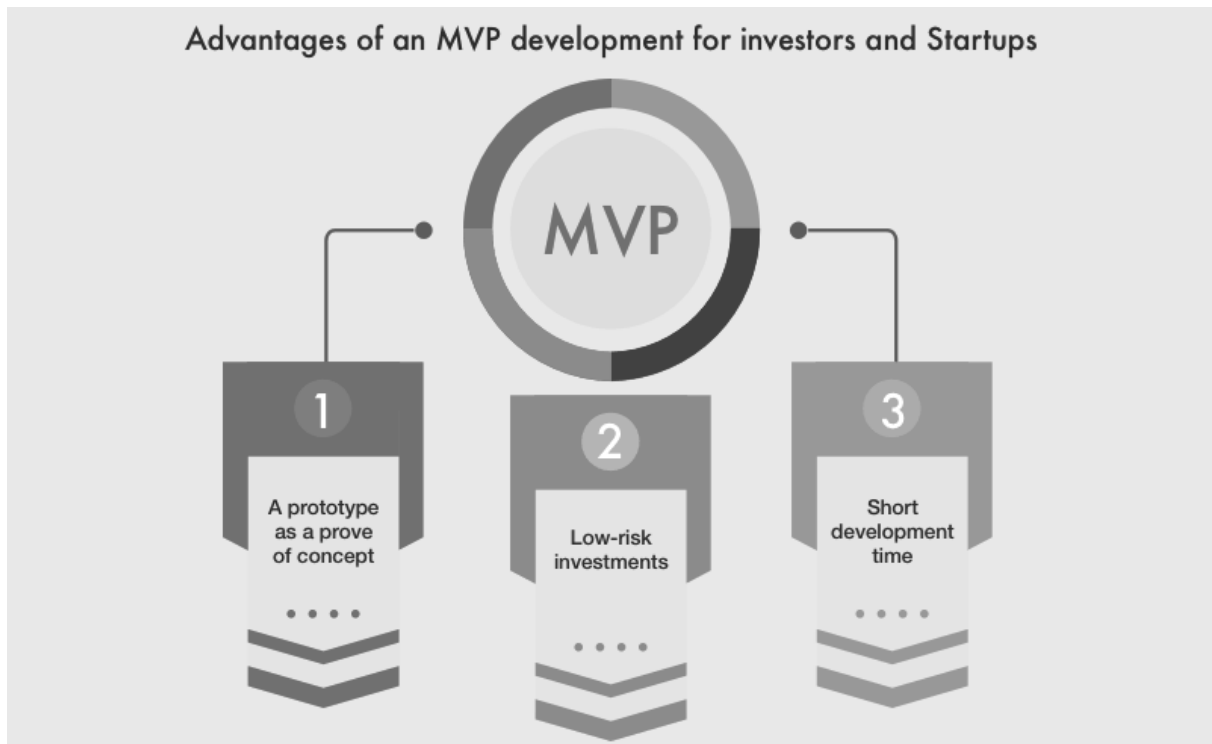 Advantages of an MVP development for investors and Startups
MVP
1
A prototype
as a prove
of concept
2
Low-risk
investments
3
Short
development
time